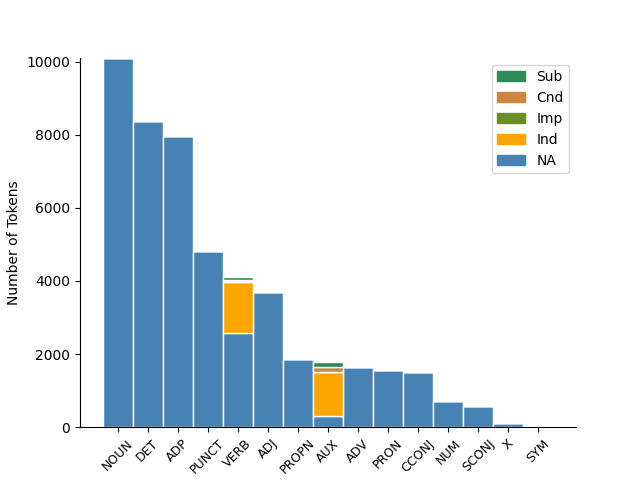 10000
8000
6000
4000
2000
0
Number of Tokens
Sub
Cnd
Imp
Ind
NA
NOUN
DET
ADP
PUNCT
VERB
ADJ
PROPN
AUX
ADV
PRON
CCONJ
NUM
SCONJ
X
SYM